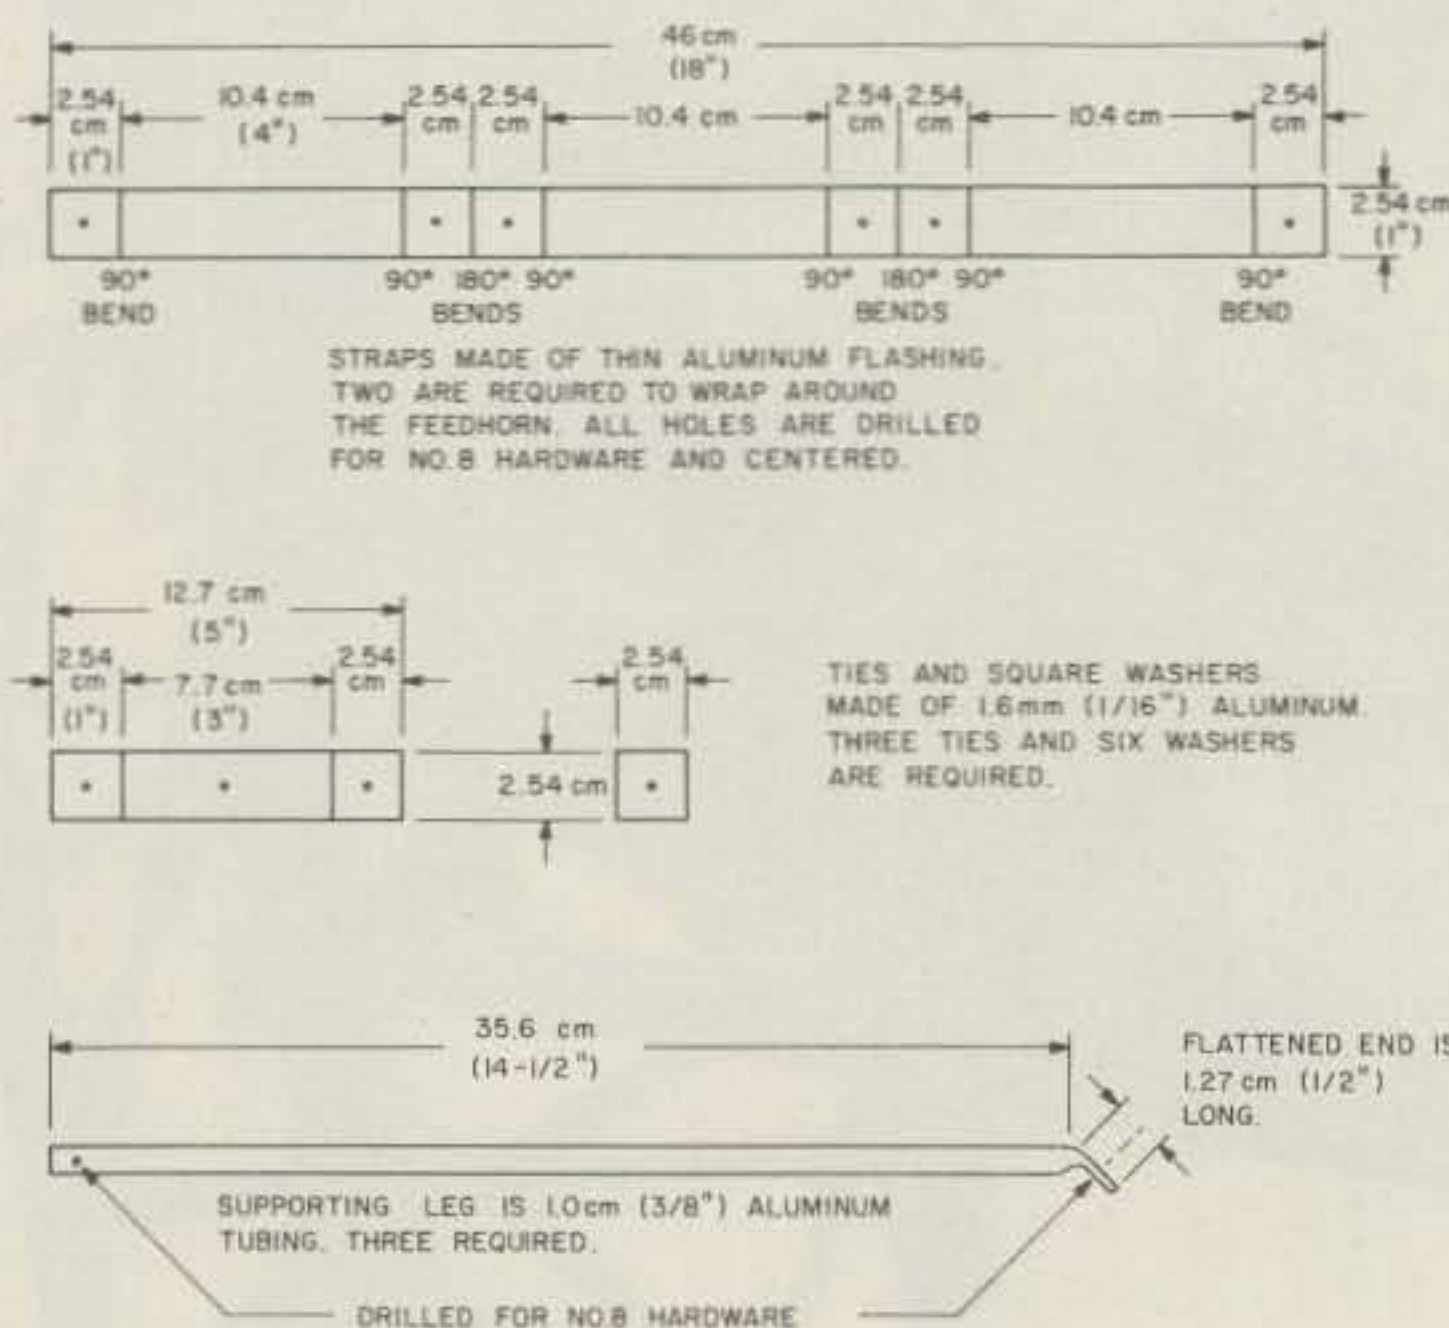 46 cm
(18")
2.54 cm (1")
10.4 cm (4")
2.54 cm
2.54 cm
10.4 cm
2.54 cm
2.54 cm
10.4 cm
2.54 cm
2.54 cm
(1")
90° BEND
90° 180° 90° BENDS
90° 180° 90° BENDS
90° BEND
STRAPS MADE OF THIN ALUMINUM FLASHING.
TWO ARE REQUIRED TO WRAP AROUND
THE FEEDHORN. ALL HOLES ARE DRILLED
FOR NO.8 HARDWARE AND CENTERED.
12.7 cm
(5")
2.54 cm (1")
7.7 cm (3")
2.54 cm
2.54 cm
2.54 cm
TIES AND SQUARE WASHERS
MADE OF 1.6mm (1/16") ALUMINUM.
THREE TIES AND SIX WASHERS
ARE REQUIRED.
35.6 cm
(14-1/2")
FLATTENED END IS
1.27 cm (1/2")
LONG.
SUPPORTING LEG IS 1.0cm (3/8") ALUMINUM
TUBING. THREE REQUIRED.
DRILLED FOR NO.8 HARDWARE